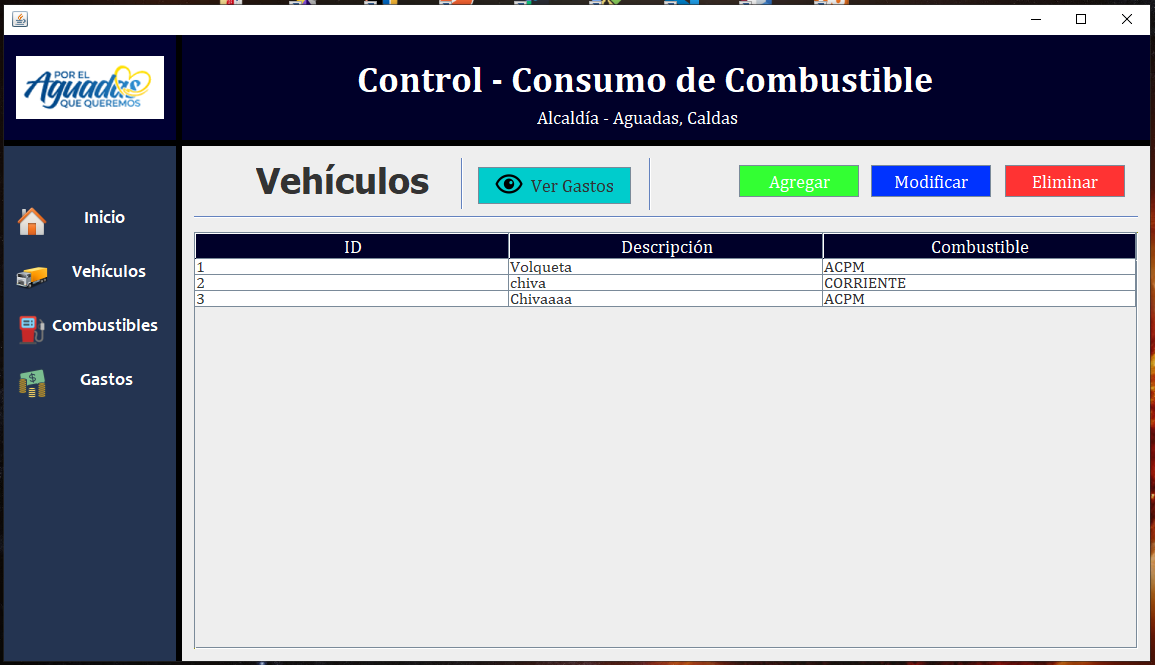 POR EL
Aguadas
QUE QUEREMOS
Control - Consumo de Combustible
Alcaldía - Aguadas, Caldas
Inicio
Vehículos
Combustibles
Gastos
Vehículos
Ver Gastos
Agregar
Modificar
Eliminar
ID Descripción Combustible
1 Volqueta ACPM
2 chiva CORRIENTE
3 Chivaaaa ACPM